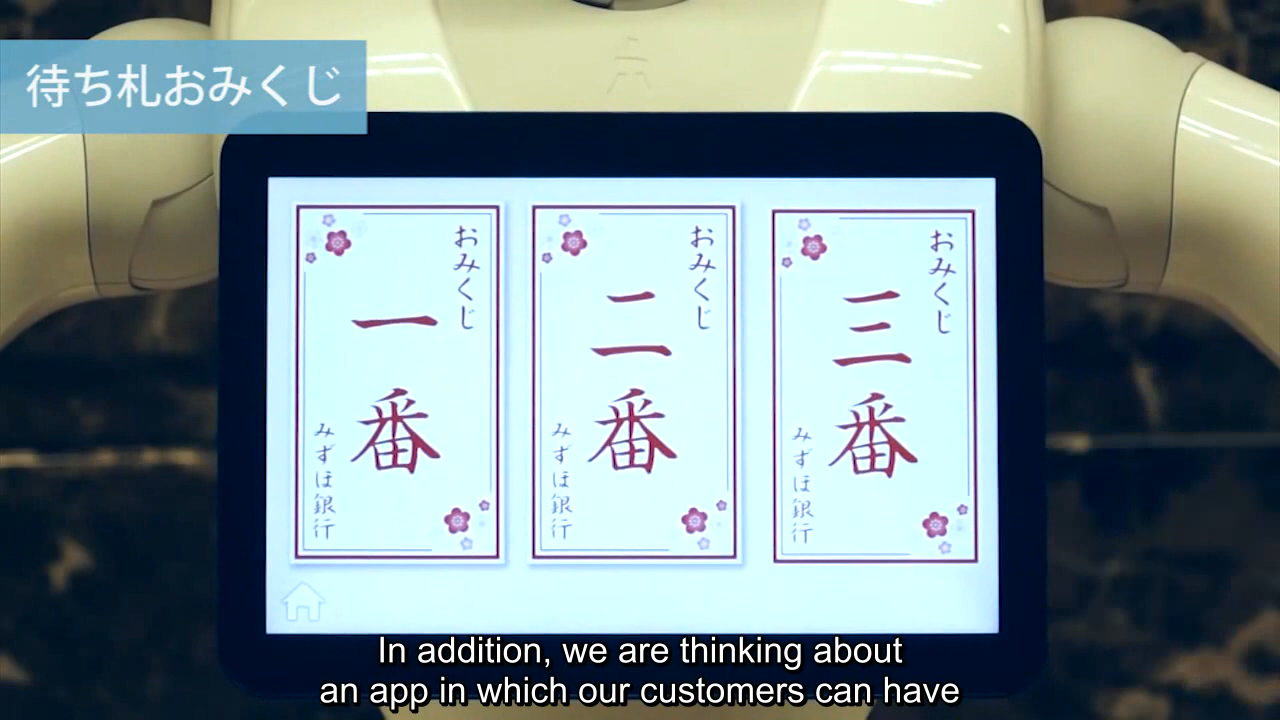 待ち札おみくじ
おみくじ
一番
みずほ銀行
おみくじ
二番
みずほ銀行
おみくじ
三番
みずほ銀行
In addition, we are thinking about
an app in which our customers can have